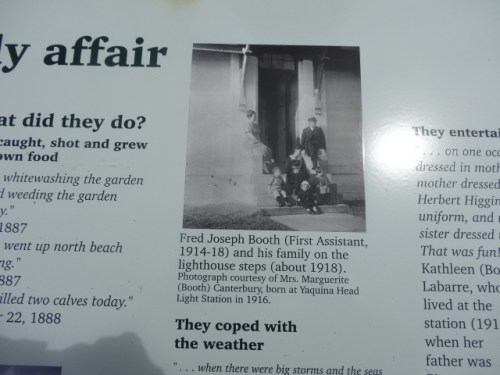 ly affair
at did they do?
caught, shot and grew
own food
whitewashing the garden
d weeding the garden
y."
1887
went up north beach
ng."
887
illed two calves today."
r 22, 1888
Fred Joseph Booth (First Assistant,
1914-18) and his family on the
lighthouse steps (about 1918).
Photograph courtesy of Mrs. Marguerite
(Booth) Canterbury, born at Yaquina Head
Light Station in 1916.
They coped with
the weather
". . . when there were big storms and the seas
They enterta
. . . on one occ
dressed in moth
mother dressed
Herbert Higgin
uniform, and
sister dressed
That was fun!
Kathleen (Bo
Labarre, who
lived at the
station (191
when her
father was